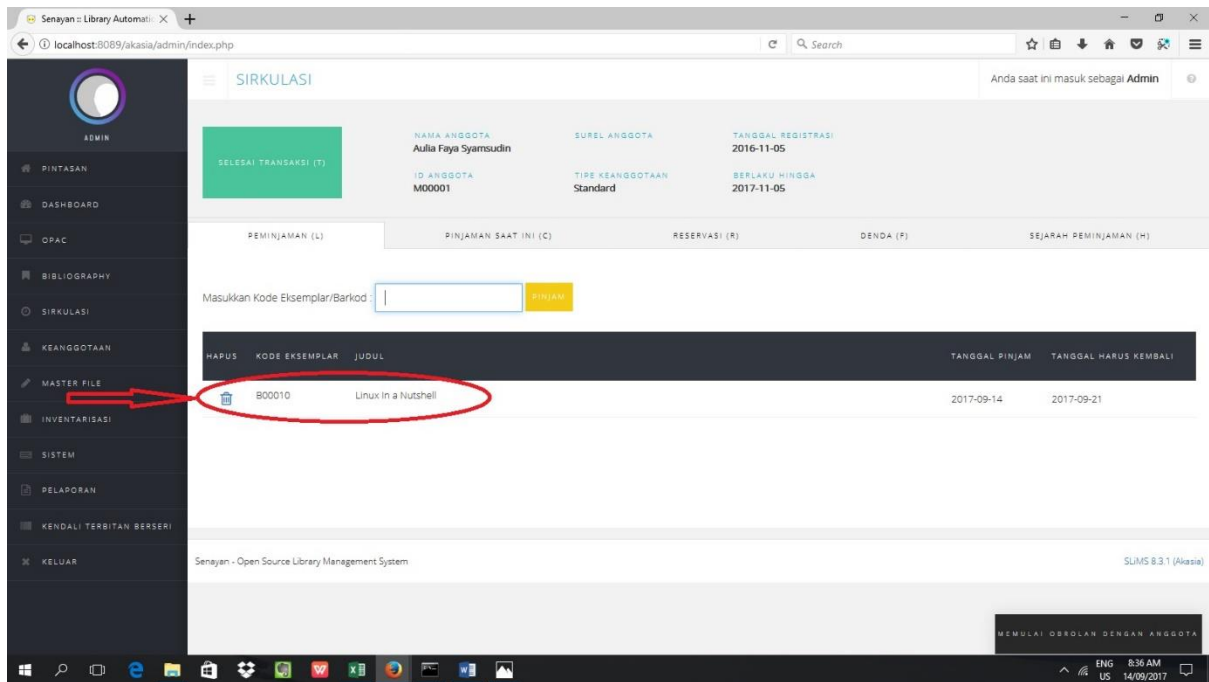 Senayan :: Library Automatic
localhost:8089/akasia/admin/index.php
Search
ADMIN
PINTASAN
DASHBOARD
OPAC
BIBLIOGRAPHY
SIRKULASI
KEANGGOTAAN
MASTER FILE
INVENTARISASI
SISTEM
PELAPORAN
KENDALI TERBITAN BERSERI
KELUAR
SIRKULASI
Anda saat ini masuk sebagai Admin
SELESAI TRANSAKSI (T)
NAMA ANGGOTA
Aulia Faya Syamsudin
SUREL ANGGOTA
TANGGAL REGISTRASI
2016-11-05
ID ANGGOTA
M00001
TIPE KEANGGOTAAN
Standard
BERLAKU HINGGA
2017-11-05
PEMINJAMAN (L) PINJAMAN SAAT INI (C) RESERVASI (R) DENDA (F) SEJARAH PEMINJAMAN (H)
Masukkan Kode Eksemplar/Barkod : PINJAM
HAPUS KODE EKSEMPLAR JUDUL TANGGAL PINJAM TANGGAL HARUS KEMBALI
B00010 Linux In a Nutshell 2017-09-14 2017-09-21
Senayan - Open Source Library Management System
SLiMS 8.3.1 (Akasia)
MEMULAI OBROLAN DENGAN ANGGOTA
ENG
US
8:36 AM
14/09/2017